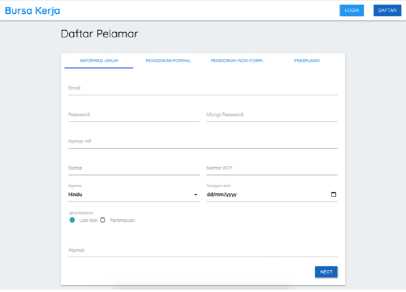 Bursa Kerja
LOGIN
DAFTAR
Daftar Pelamar
INFORMASI UMUM
PENDIDIKAN FORMAL
PENDIDIKAN NON FORMAL
PEKERJAAN
Email
Password
Ulangi Password
Nomor HP
Nama
Nomor KTP
Agama
Hindu
Tanggal lahir
dd/mm/yyyy
Jenis Kelamin
Laki-laki
Perempuan
Alamat
NEXT